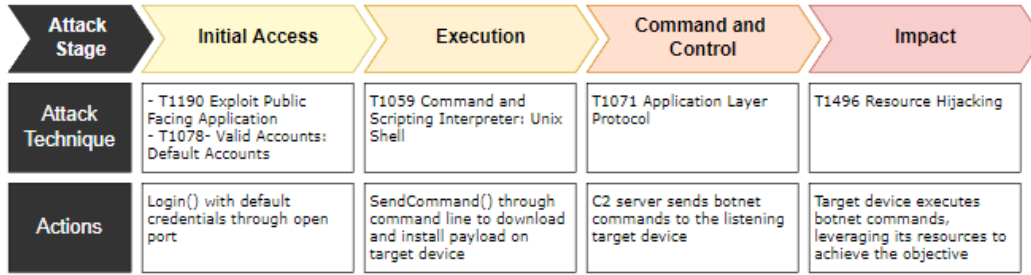 Attack
Stage
Initial Access
Execution
Command and
Control
Impact
Attack
Technique
- T1190 Exploit Public
Facing Application
- T1078- Valid Accounts:
Default Accounts
T1059 Command and
Scripting Interpreter: Unix
Shell
T1071 Application Layer
Protocol
T1496 Resource Hijacking
Actions
Login() with default
credentials through open
port
SendCommand() through
command line to download
and install payload on
target device
C2 server sends botnet
commands to the listening
target device
Target device executes
botnet commands,
leveraging its resources to
achieve the objective